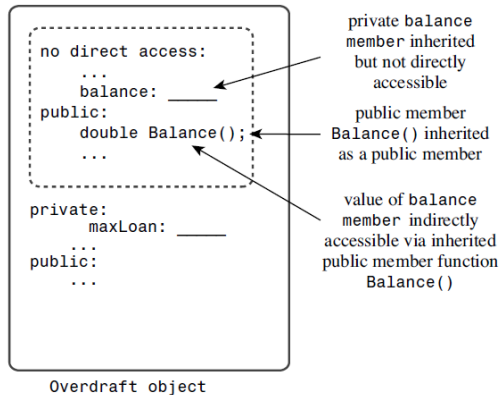 no direct access:
...
balance: _____
public:
double Balance();
...
private:
maxLoan: _____
...
public:
...
Overdraft object
private balance
member inherited
but not directly
accessible
public member
Balance() inherited
as a public member
value of balance
member indirectly
accessible via inherited
public member function
Balance()